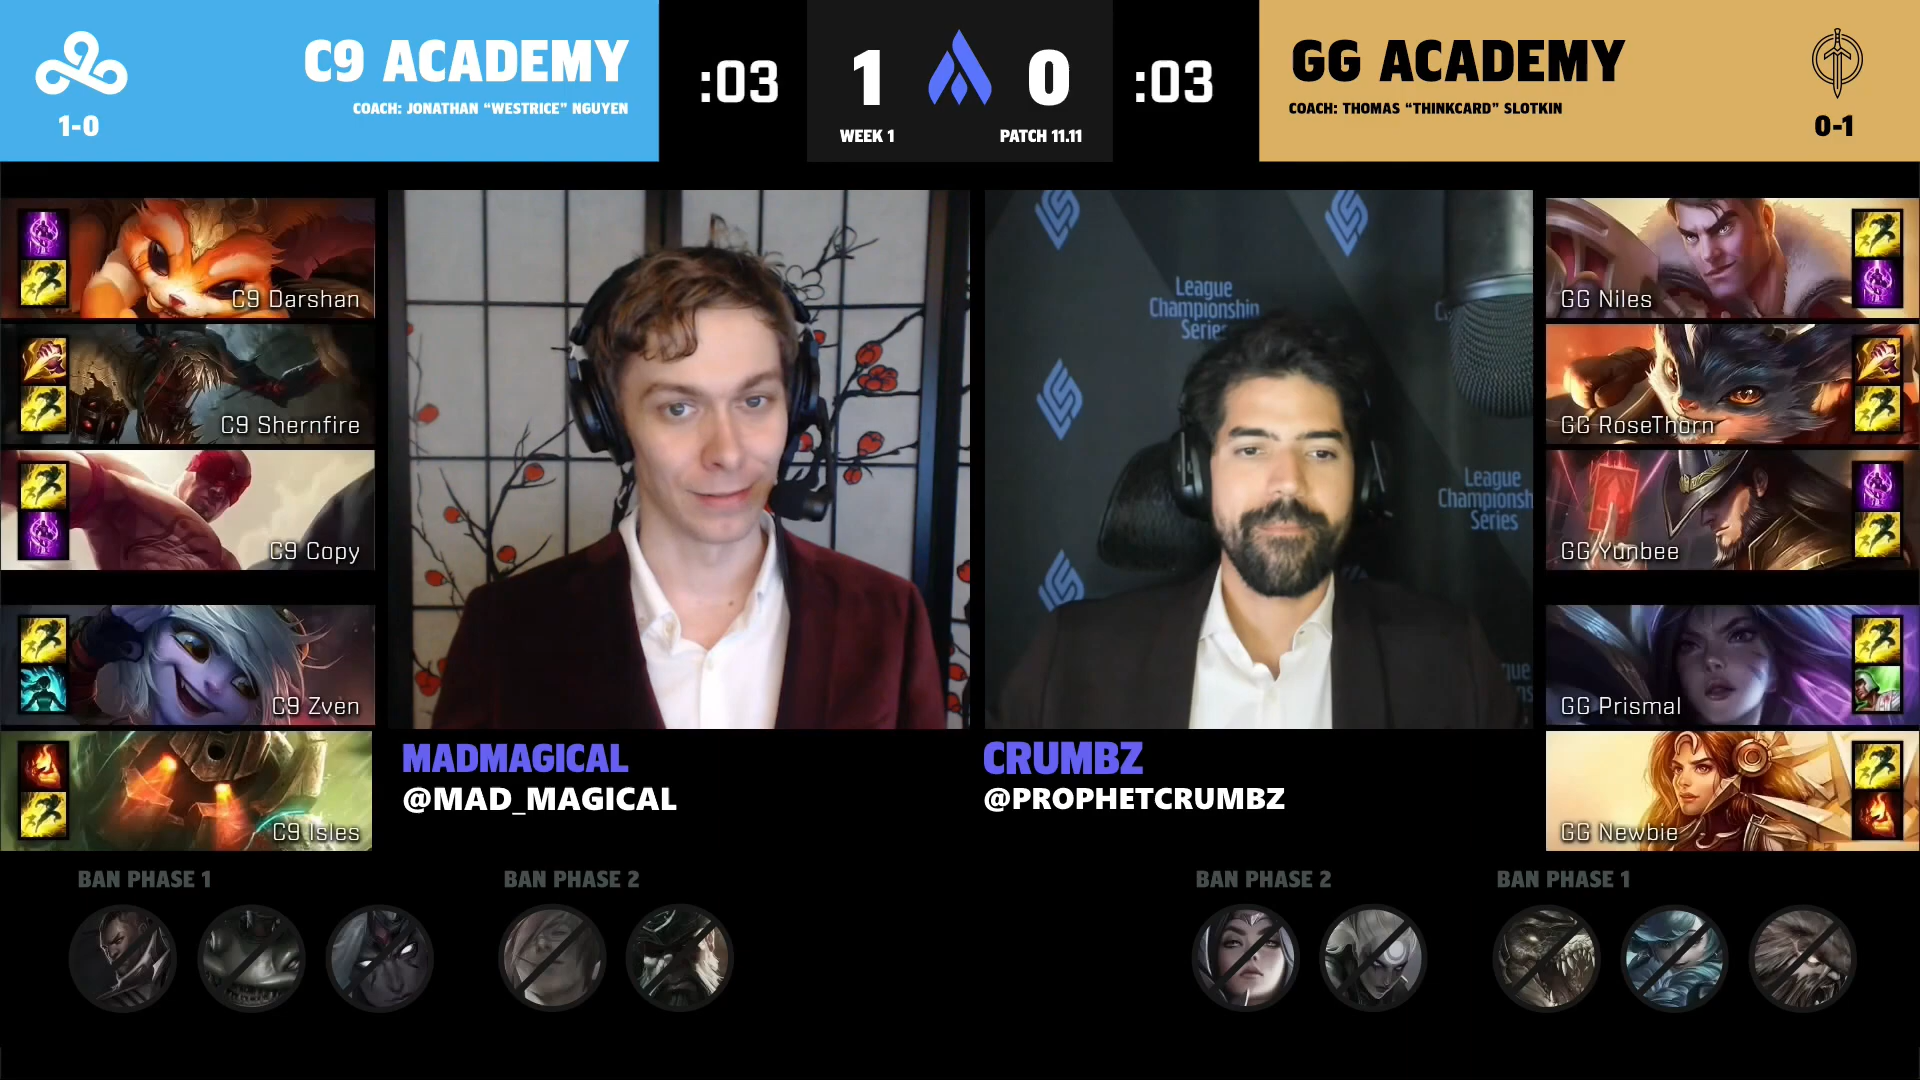 C9 ACADEMY
COACH: JONATHAN “WESTRICE” NGUYEN
1-0
:03
1
0
WEEK 1
PATCH 11.11
:03
GG ACADEMY
COACH: THOMAS “THINKCARD” SLOTKIN
0-1
C9 Darshan
C9 Shernfire
C9 Copy
C9 Zven
C9 Isles
League
Championship
Series
League
Championsh
Series
GG Niles
GG RoseThorn
GG Yunbee
GG Prismal
GG Newbie
MADMAGICAL
@MAD_MAGICAL
CRUMBZ
@PROPHETCRUMBZ
BAN PHASE 1
BAN PHASE 2
BAN PHASE 2
BAN PHASE 1